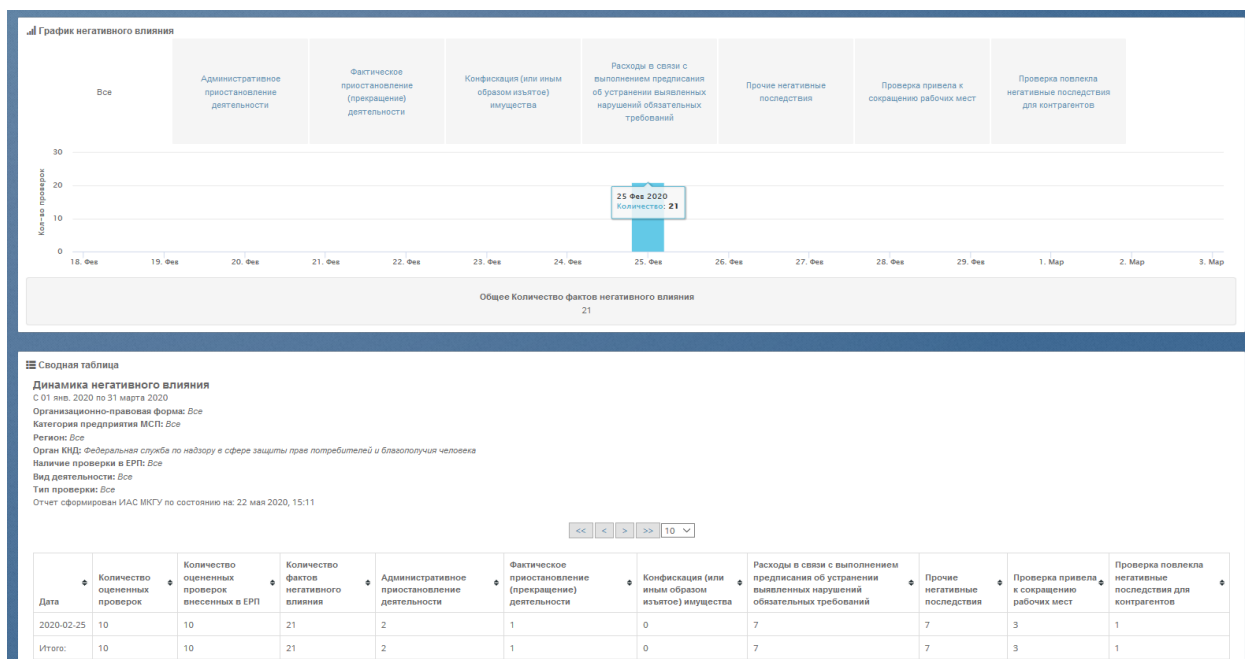 График негативного влияния
Все
Административное
приостановление
деятельности
Фактическое
приостановление
(прекращение)
деятельности
Конфискация (или иным
образом изъятое)
имущества
Расходы в связи с
выполнением предписания
об устранении выявленных
нарушений обязательных
требований
Прочие негативные
последствия
Проверка привела к
сокращению рабочих мест
Проверка повлекла
негативные последствия
для контрагентов
Кол-во проверок
30
20
10
0
25 Фев 2020
Количество: 21
18. Фев 19. Фев 20. Фев 21. Фев 22. Фев 23. Фев 24. Фев 25. Фев 26. Фев 27. Фев 28. Фев 29. Фев 1. Мар 2. Мар 3. Мар
Общее Количество фактов негативного влияния
21
Сводная таблица
Динамика негативного влияния
С 01 янв. 2020 по 31 марта 2020
Организационно-правовая форма: Все
Категория предприятия МСП: Все
Регион: Все
Орган КНД: Федеральная служба по надзору в сфере защиты прав потребителей и благополучия человека
Наличие проверки в ЕРП: Все
Вид деятельности: Все
Тип проверки: Все
Отчет сформирован ИАС МКГУ по состоянию на: 22 мая 2020, 15:11
<< < > >> 10
Дата
Количество
оцененных
проверок
Количество
оцененных
проверок
внесенных в ЕРП
Количество
фактов
негативного
влияния
Административное
приостановление
деятельности
Фактическое
приостановление
(прекращение)
деятельности
Конфискация (или
иным образом
изъятое) имущества
Расходы в связи с выполнением
предписания об устранении
выявленных нарушений
обязательных требований
Прочие
негативные
последствия
Проверка привела
к сокращению
рабочих мест
Проверка повлекла
негативные
последствия для
контрагентов
2020-02-25 10 10 21 2 1 0 7 7 3 1
Итого: 10 10 21 2 1 0 7 7 3 1